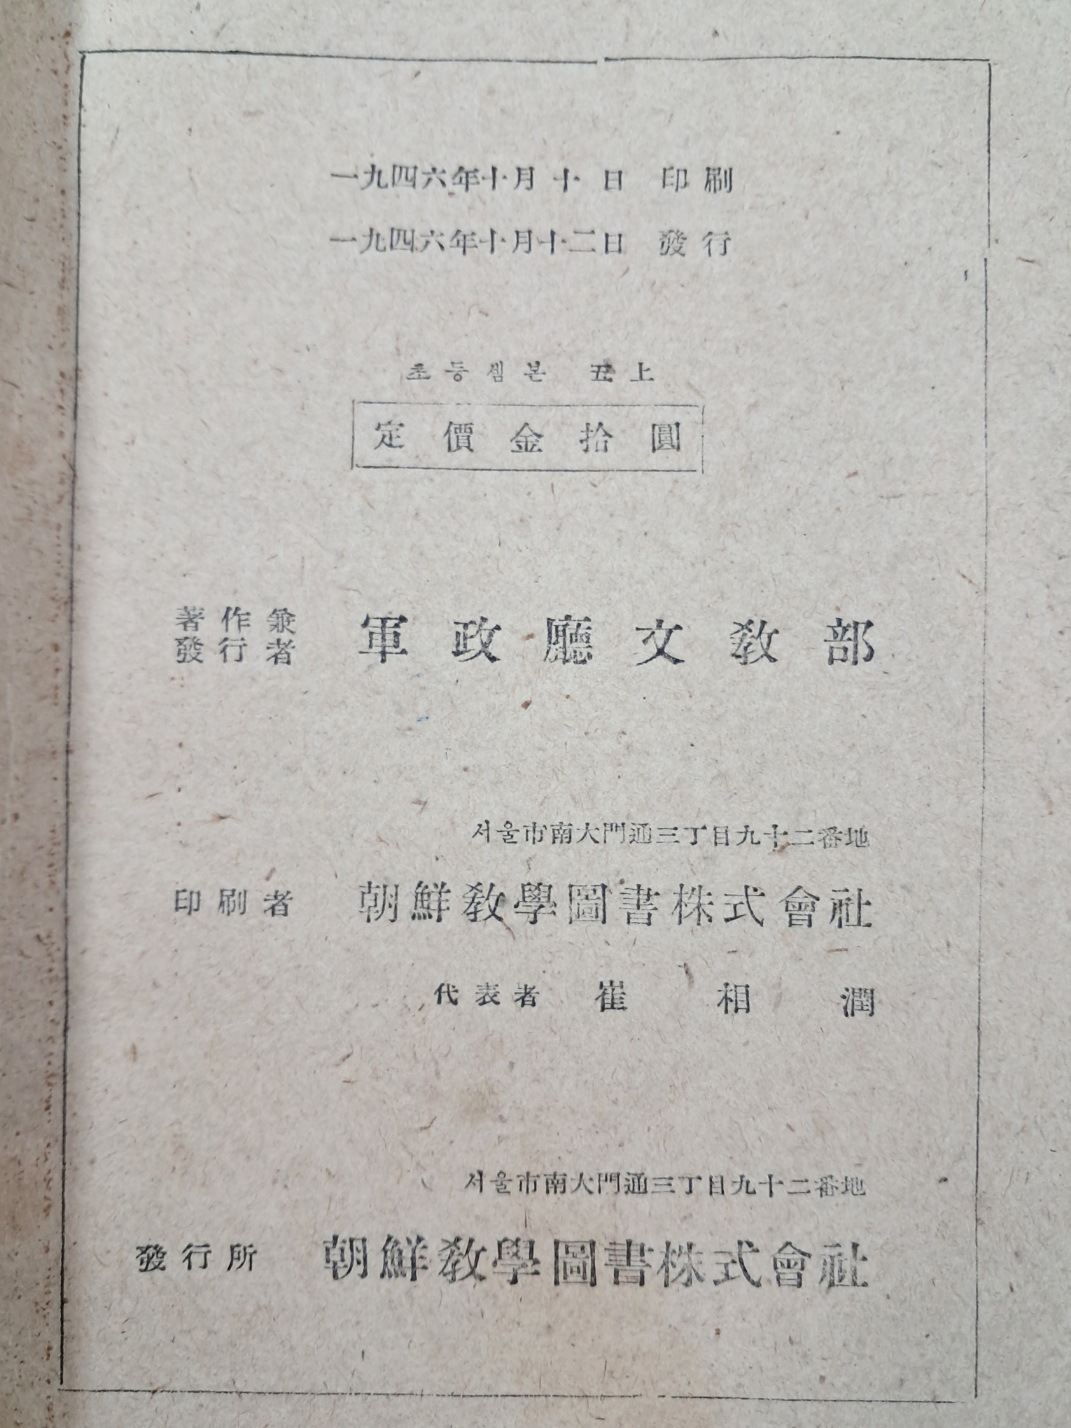 一九四六年十月十日 印刷
一九四六年十月十二日 發行
초등셈본 五上
定價金拾圓
著作兼
發行者 軍政廳文敎部
서울市南大門通三丁目九十二番地
印刷者 朝鮮敎學圖書株式會社
代表者 崔相潤
서울市南大門通三丁目九十二番地
發行所 朝鮮敎學圖書株式會社